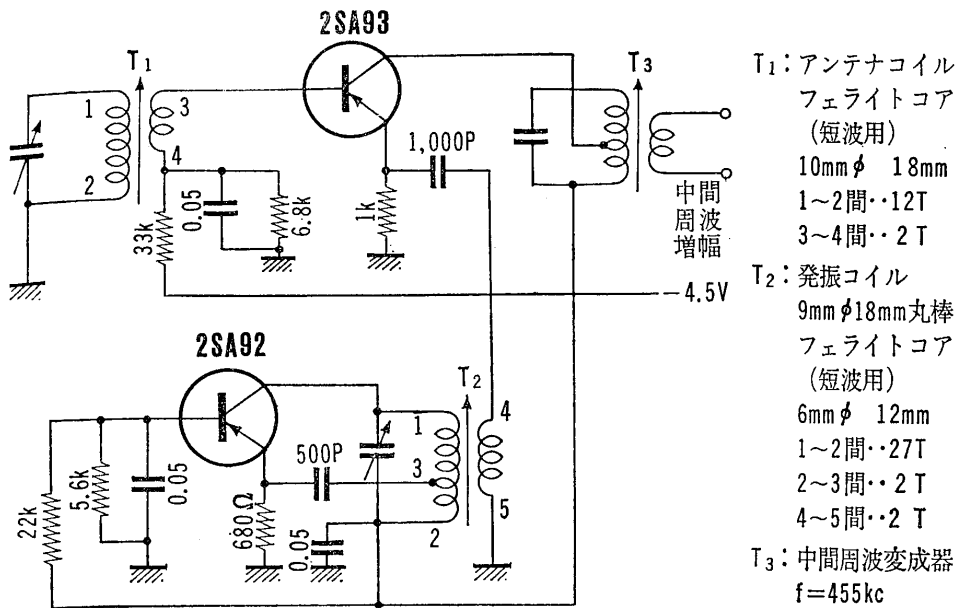 2SA93
T1
T3
1
3
4
2
1,000P
33k
0.05
6.8k
1k
中間
周波
増幅
-4.5V
2SA92
T2
1
4
500P
3
5
2
22k
5.6k
0.05
680Ω
0.05
T1:アンテナコイル
フェライトコア
(短波用)
10mmφ 18mm
1~2間‥12T
3~4間‥2T
T2:発振コイル
9mmφ18mm丸棒
フェライトコア
(短波用)
6mmφ 12mm
1~2間‥27T
2~3間‥2T
4~5間‥2T
T3:中間周波変成器
f=455kc